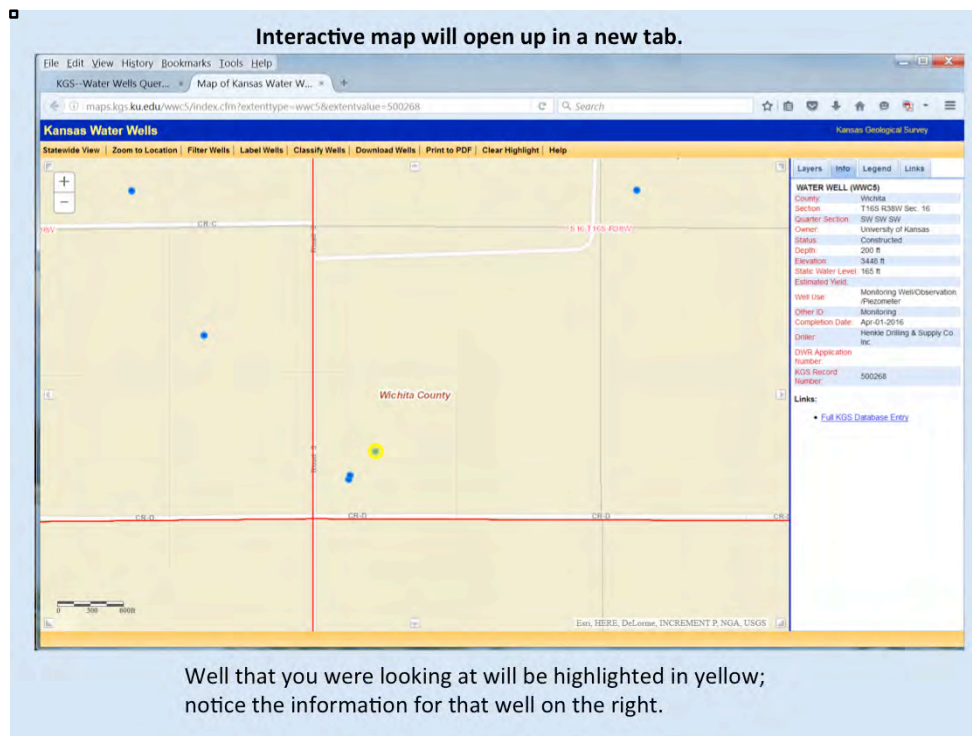 Interactive map will open up in a new tab.
File Edit View History Bookmarks Tools Help
KGS--Water Wells Quer... × Map of Kansas Water W... × +
maps.kgs.ku.edu/wwc5/index.cfm?extenttype=wwc5&extentvalue=500268 Search
Kansas Water Wells Kansas Geological Survey
Statewide View | Zoom to Location | Filter Wells | Label Wells | Classify Wells | Download Wells | Print to PDF | Clear Highlight | Help
Layers Info Legend Links
+
−
WATER WELL (WWC5)
County: Wichita
Section: T16S R38W Sec. 16
Quarter Section: SW SW SW
Owner: University of Kansas
Status: Constructed
Depth: 200 ft
Elevation: 3448 ft
Static Water Level: 165 ft
Estimated Yield:
Well Use: Monitoring Well/Observation
/Piezometer
Other ID: Monitoring
Completion Date: Apr-01-2016
Driller: Henkle Drilling & Supply Co
Inc.
DWR Application
Number:
KGS Record
Number: 500268
Links:
• Full KGS Database Entry
CR-C
S 16 T16S-R38W
Wichita County
CR-D CR-D CR-D
0 300 600ft
Esri, HERE, DeLorme, INCREMENT P, NGA, USGS
Well that you were looking at will be highlighted in yellow;
notice the information for that well on the right.